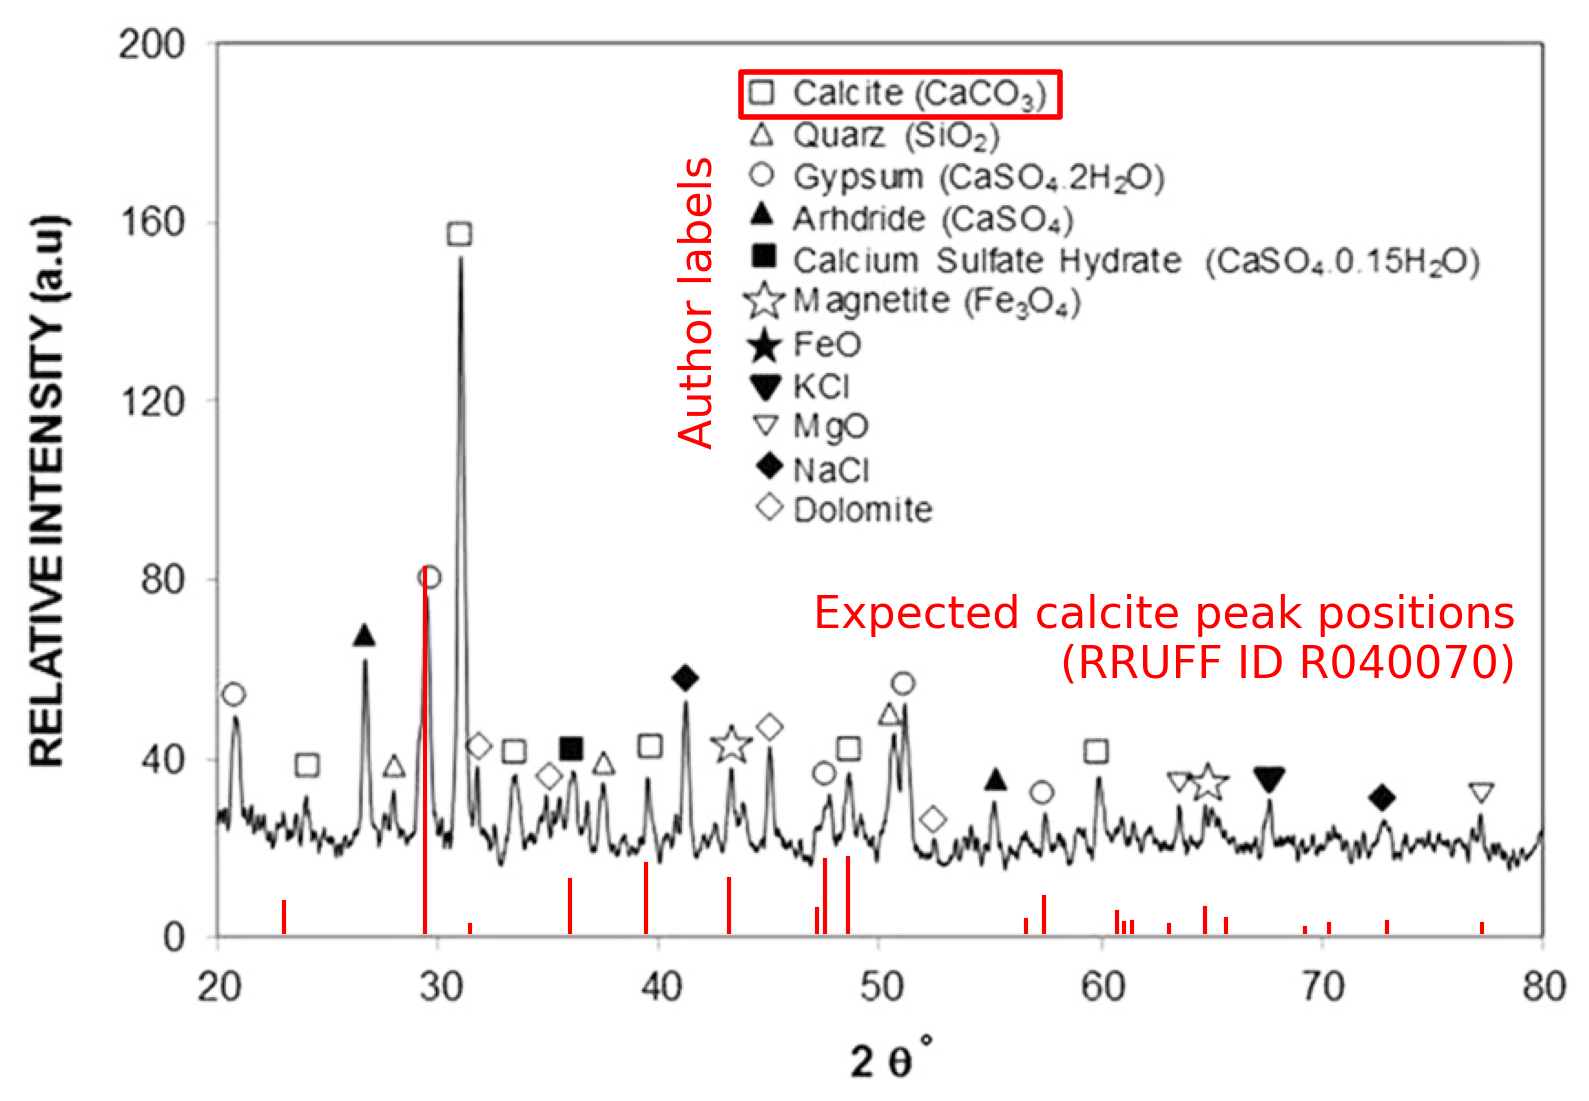 200
160
120
80
40
0
RELATIVE INTENSITY (a.u)
Author labels
Calcite (CaCO₃)
Quarz (SiO₂)
Gypsum (CaSO₄.2H₂O)
Arhdride (CaSO₄)
Calcium Sulfate Hydrate (CaSO₄.0.15H₂O)
Magnetite (Fe₃O₄)
FeO
KCl
MgO
NaCl
Dolomite
Expected calcite peak positions
(RRUFF ID R040070)
20 30 40 50 60 70 80
2 θ°